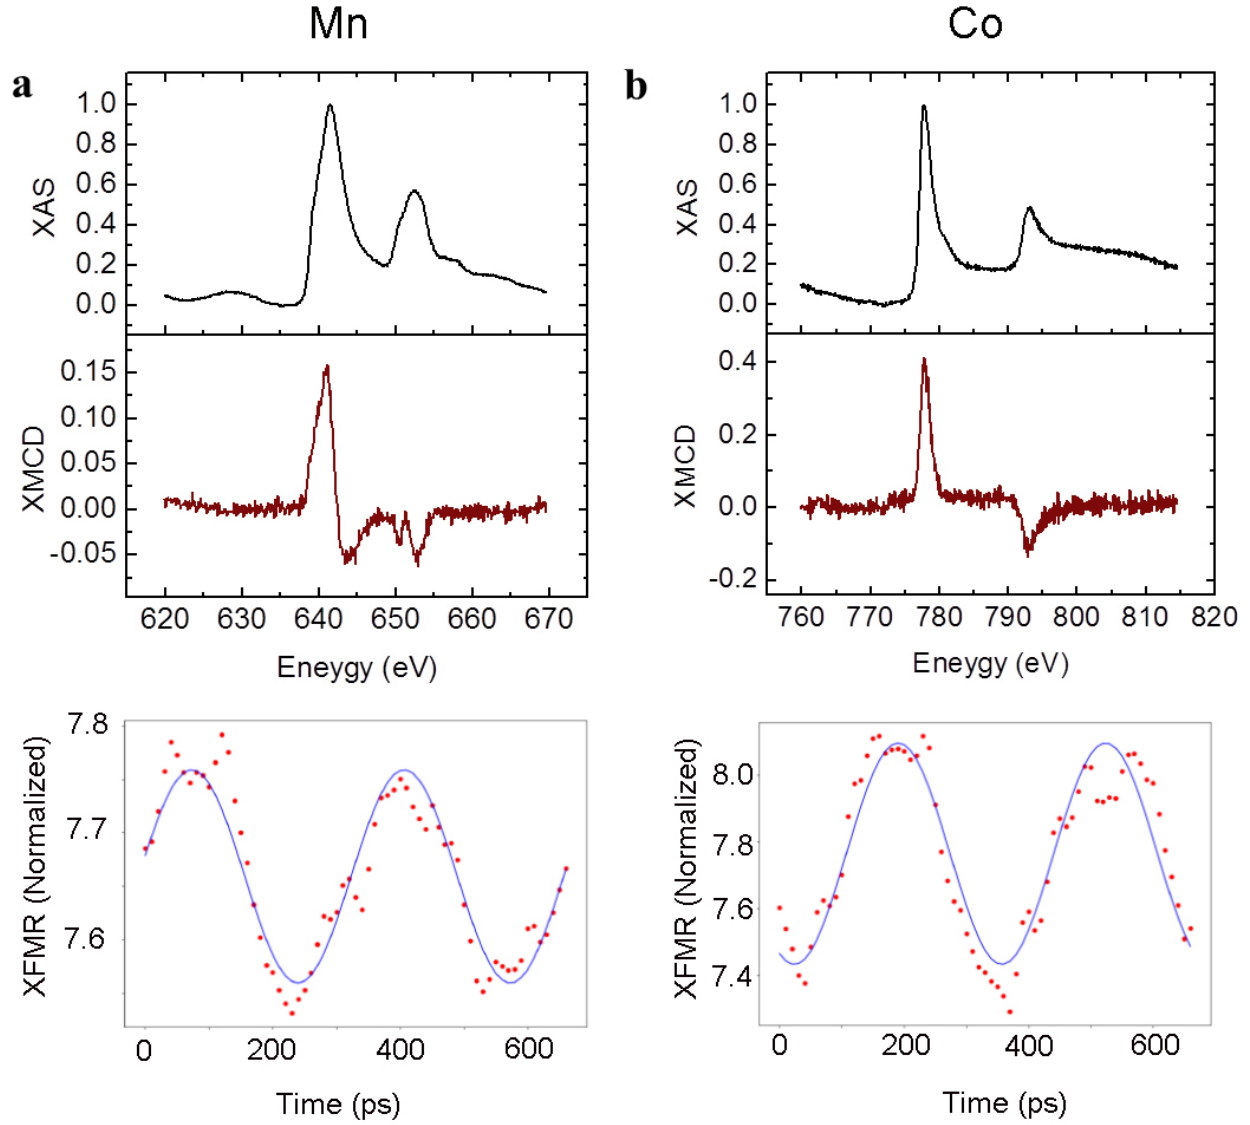 Mn
Co
a
b
XAS
1.0
0.8
0.6
0.4
0.2
0.0
XMCD
0.15
0.10
0.05
0.00
-0.05
620 630 640 650 660 670
Eneygy (eV)
XAS
1.0
0.8
0.6
0.4
0.2
0.0
XMCD
0.4
0.2
0.0
-0.2
760 770 780 790 800 810 820
Eneygy (eV)
XFMR (Normalized)
7.8
7.7
7.6
0 200 400 600
Time (ps)
XFMR (Normalized)
8.0
7.8
7.6
7.4
0 200 400 600
Time (ps)